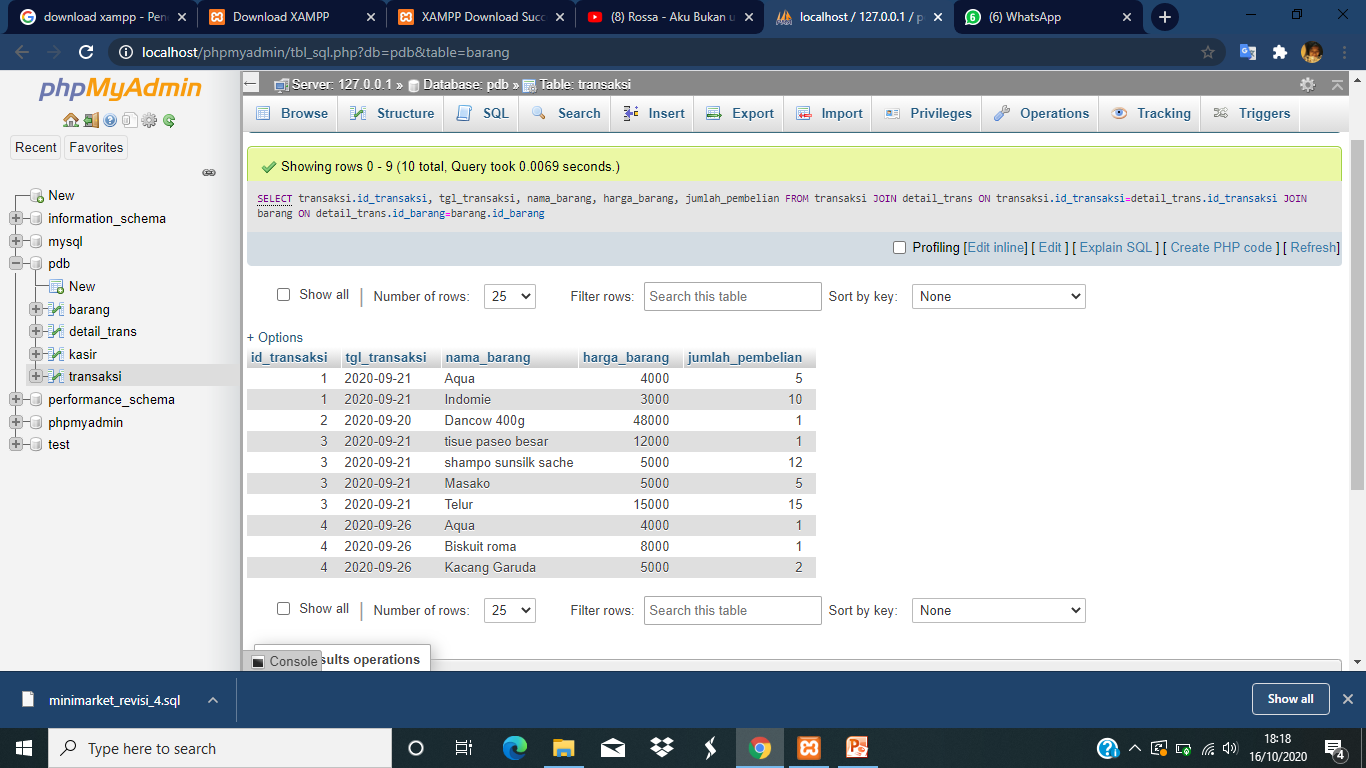 download xampp - Pen
Download XAMPP
XAMPP Download Succ
(8) Rossa - Aku Bukan u
localhost / 127.0.0.1 / p
(6) WhatsApp
localhost/phpmyadmin/tbl_sql.php?db=pdb&table=barang
phpMyAdmin
Recent
Favorites
New
information_schema
mysql
pdb
New
barang
detail_trans
kasir
transaksi
performance_schema
phpmyadmin
test
Server: 127.0.0.1 » Database: pdb » Table: transaksi
Browse Structure SQL Search Insert Export Import Privileges Operations Tracking Triggers
Showing rows 0 - 9 (10 total, Query took 0.0069 seconds.)
SELECT transaksi.id_transaksi, tgl_transaksi, nama_barang, harga_barang, jumlah_pembelian FROM transaksi JOIN detail_trans ON transaksi.id_transaksi=detail_trans.id_transaksi JOIN
barang ON detail_trans.id_barang=barang.id_barang
Profiling [Edit inline] [ Edit ] [ Explain SQL ] [ Create PHP code ] [ Refresh]
Show all | Number of rows: 25 Filter rows: Search this table Sort by key: None
+ Options
id_transaksi tgl_transaksi nama_barang harga_barang jumlah_pembelian
1 2020-09-21 Aqua 4000 5
1 2020-09-21 Indomie 3000 10
2 2020-09-20 Dancow 400g 48000 1
3 2020-09-21 tisue paseo besar 12000 1
3 2020-09-21 shampo sunsilk sache 5000 12
3 2020-09-21 Masako 5000 5
3 2020-09-21 Telur 15000 15
4 2020-09-26 Aqua 4000 1
4 2020-09-26 Biskuit roma 8000 1
4 2020-09-26 Kacang Garuda 5000 2
Show all | Number of rows: 25 Filter rows: Search this table Sort by key: None
Console
sults operations
minimarket_revisi_4.sql
Show all
Type here to search
18:18
16/10/2020
4